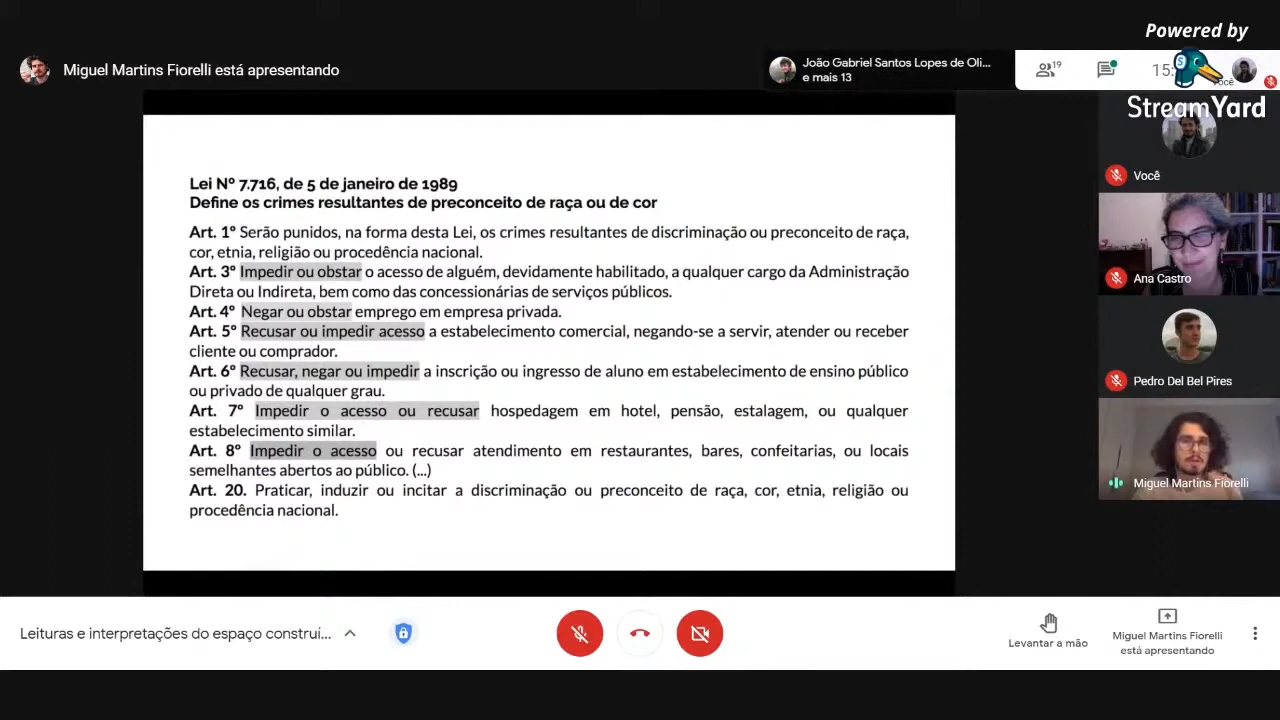 Powered by
StreamYard
Miguel Martins Fiorelli está apresentando
João Gabriel Santos Lopes de Oli...
e mais 13
19
15:
Você
Lei Nº 7.716, de 5 de janeiro de 1989
Define os crimes resultantes de preconceito de raça ou de cor
Art. 1º Serão punidos, na forma desta Lei, os crimes resultantes de discriminação ou preconceito de raça,
cor, etnia, religião ou procedência nacional.
Art. 3º Impedir ou obstar o acesso de alguém, devidamente habilitado, a qualquer cargo da Administração
Direta ou Indireta, bem como das concessionárias de serviços públicos.
Art. 4º Negar ou obstar emprego em empresa privada.
Art. 5º Recusar ou impedir acesso a estabelecimento comercial, negando-se a servir, atender ou receber
cliente ou comprador.
Art. 6º Recusar, negar ou impedir a inscrição ou ingresso de aluno em estabelecimento de ensino público
ou privado de qualquer grau.
Art. 7º Impedir o acesso ou recusar hospedagem em hotel, pensão, estalagem, ou qualquer
estabelecimento similar.
Art. 8º Impedir o acesso ou recusar atendimento em restaurantes, bares, confeitarias, ou locais
semelhantes abertos ao público. (...)
Art. 20. Praticar, induzir ou incitar a discriminação ou preconceito de raça, cor, etnia, religião ou
procedência nacional.
Você
Ana Castro
Pedro Del Bel Pires
Miguel Martins Fiorelli
Leituras e interpretações do espaço construí...
Levantar a mão
Miguel Martins Fiorelli
está apresentando